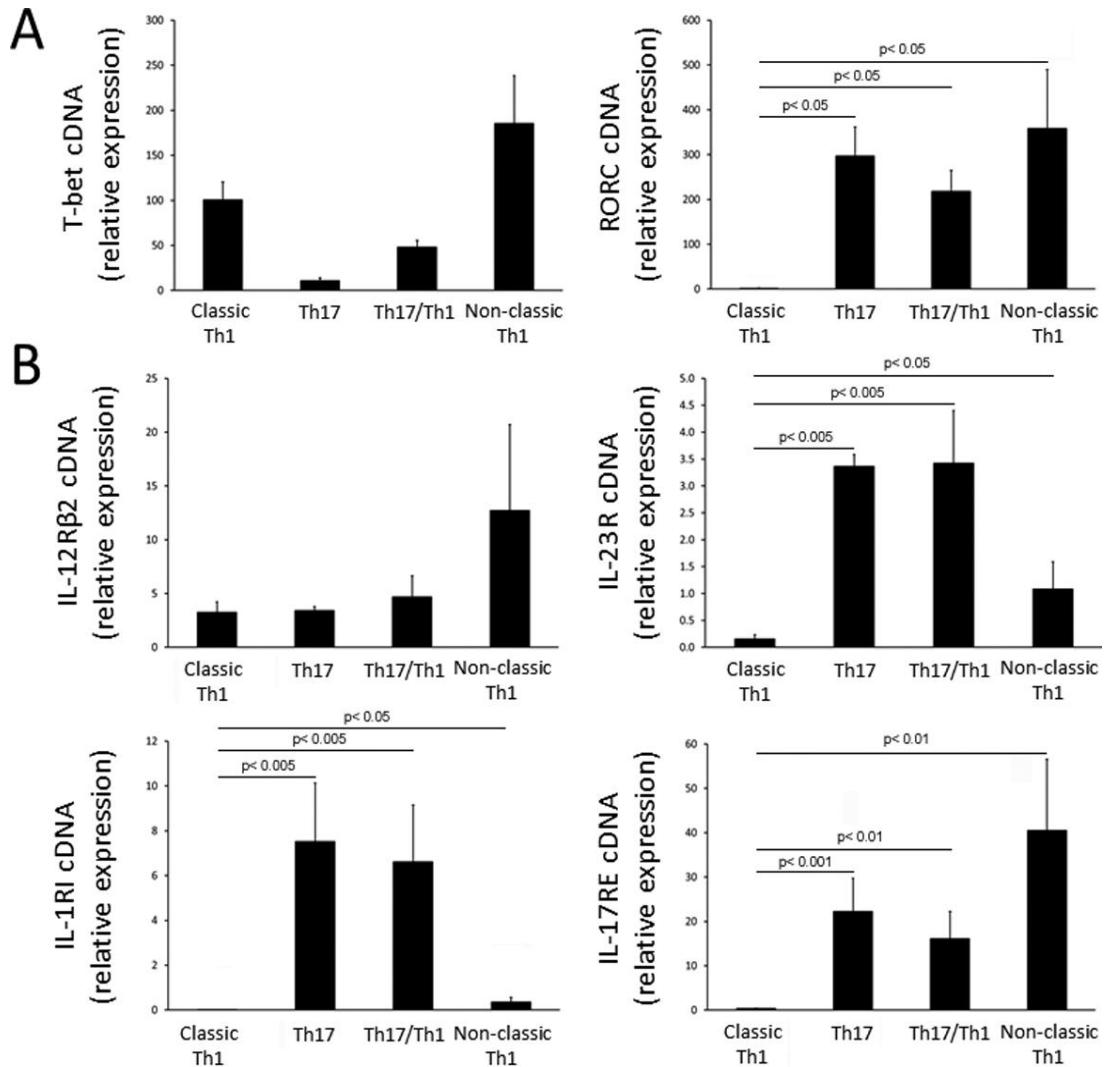 A
T-bet cDNA
(relative expression)
300
250
200
150
100
50
0
Classic
Th1
Th17
Th17/Th1
Non-classic
Th1
RORC cDNA
(relative expression)
600
500
400
300
200
100
0
p< 0.05
p< 0.05
p< 0.05
Classic
Th1
Th17
Th17/Th1
Non-classic
Th1
B
IL-12Rβ2 cDNA
(relative expression)
25
20
15
10
5
0
Classic
Th1
Th17
Th17/Th1
Non-classic
Th1
IL-23R cDNA
(relative expression)
5.0
4.5
4.0
3.5
3.0
2.5
2.0
1.5
1.0
0.5
0.0
p< 0.05
p< 0.005
p< 0.005
Classic
Th1
Th17
Th17/Th1
Non-classic
Th1
IL-1RI cDNA
(relative expression)
12
10
8
6
4
2
0
p< 0.05
p< 0.005
p< 0.005
Classic
Th1
Th17
Th17/Th1
Non-classic
Th1
IL-17RE cDNA
(relative expression)
60
50
40
30
20
10
0
p< 0.01
p< 0.01
p< 0.001
Classic
Th1
Th17
Th17/Th1
Non-classic
Th1